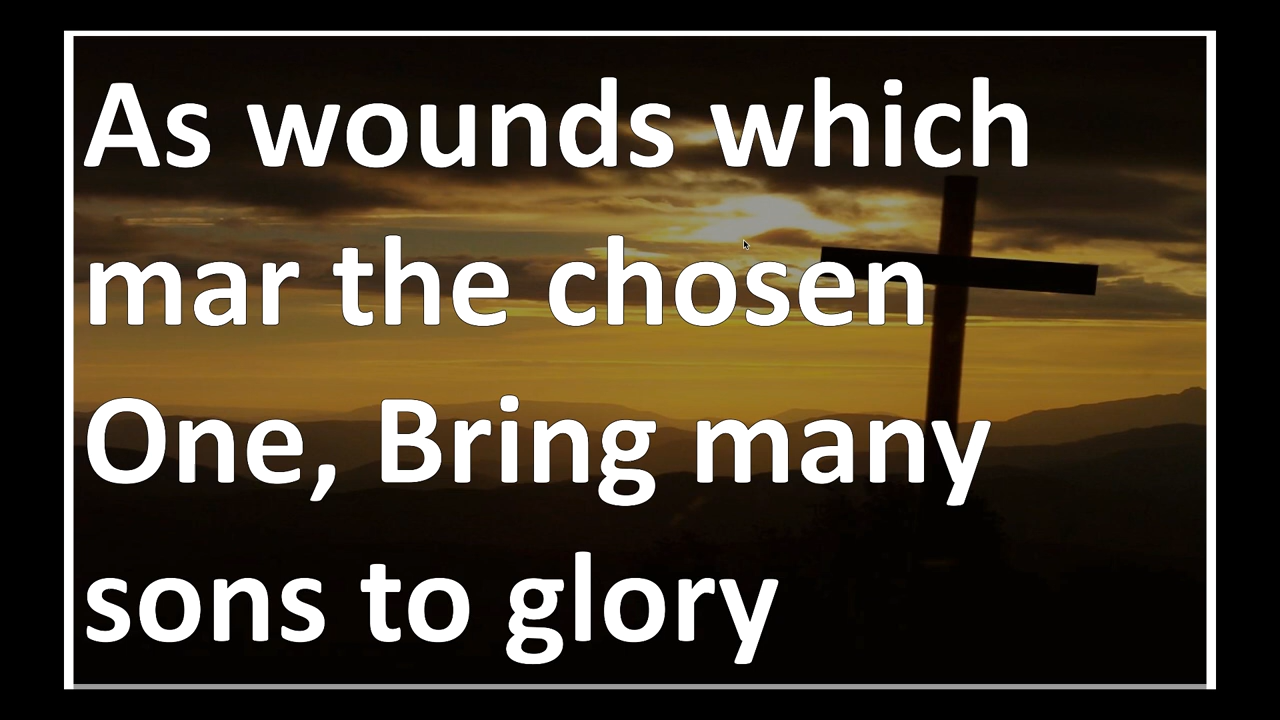 As wounds which
mar the chosen
One, Bring many
sons to glory